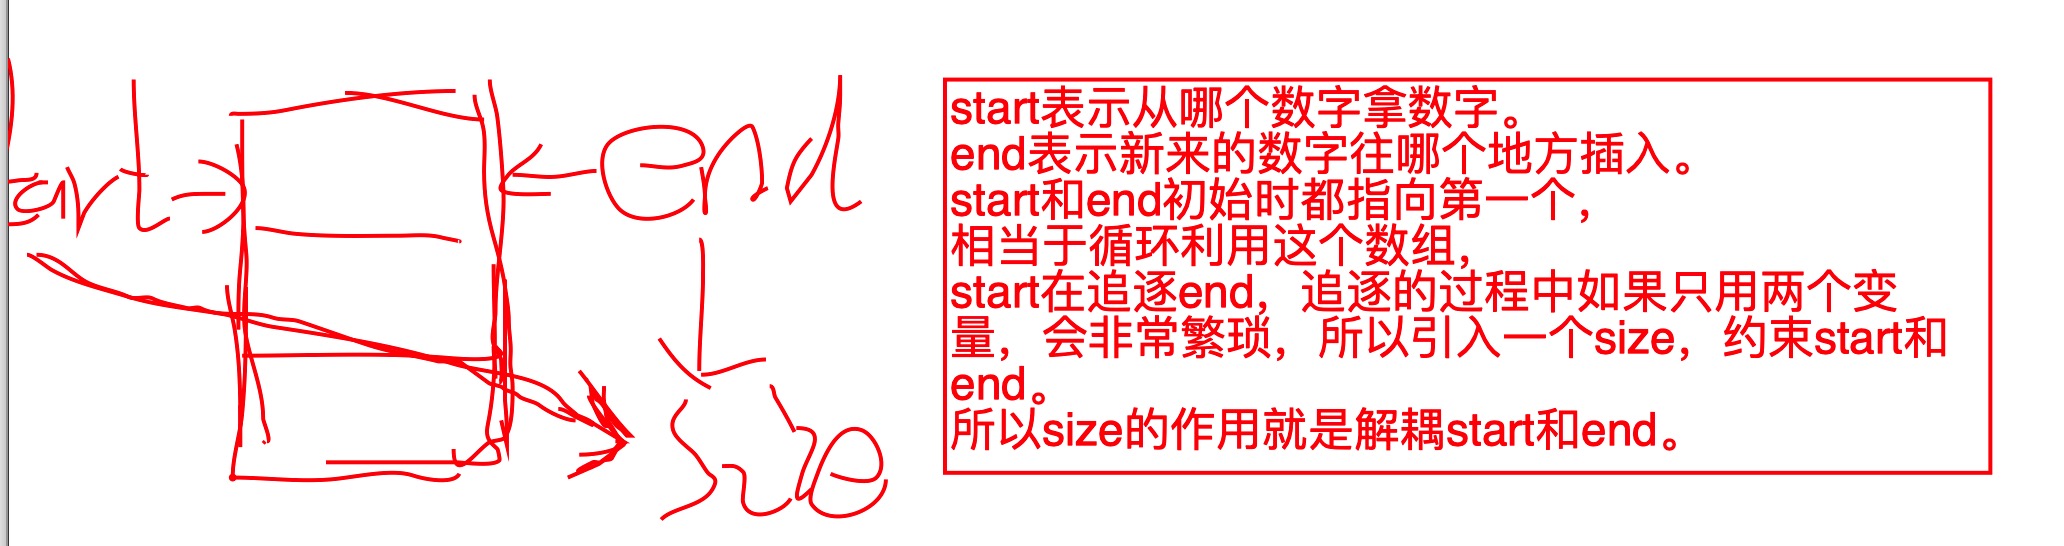 art
end
size
start表示从哪个数字拿数字。
end表示新来的数字往哪个地方插入。
start和end初始时都指向第一个，
相当于循环利用这个数组，
start在追逐end，追逐的过程中如果只用两个变
量，会非常繁琐，所以引入一个size，约束start和
end。
所以size的作用就是解耦start和end。